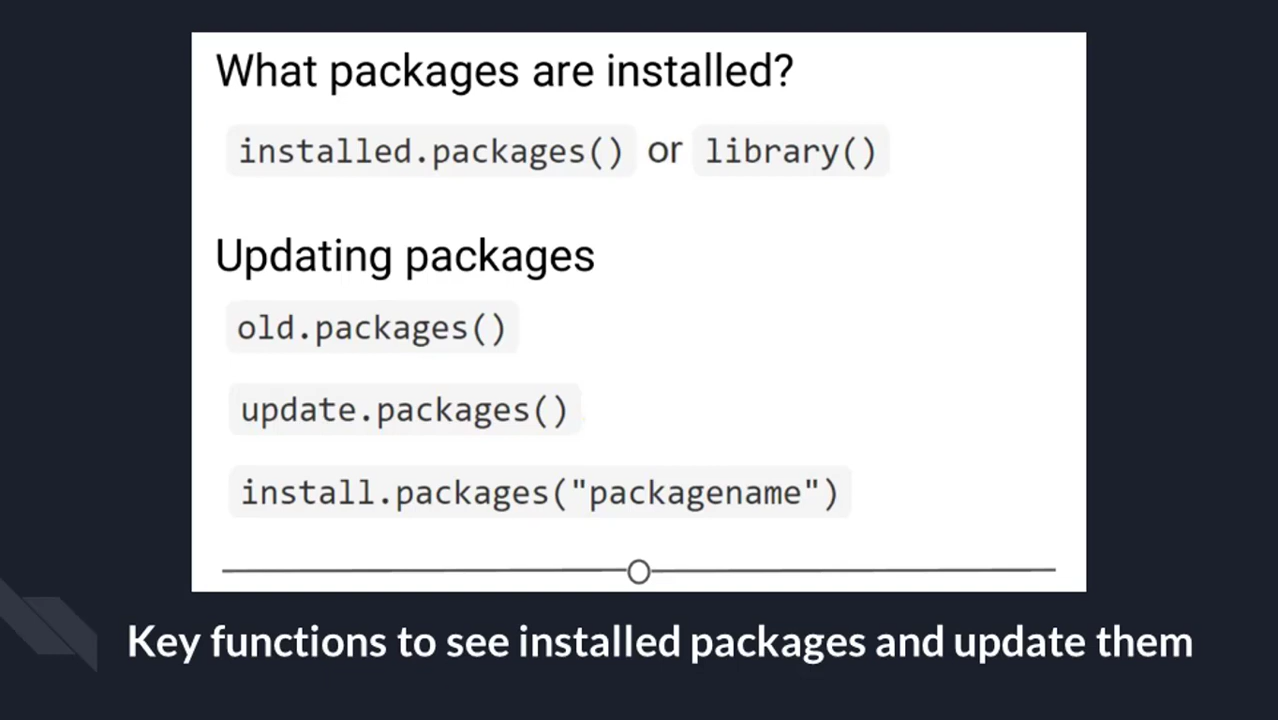 What packages are installed?
installed.packages() or library()
Updating packages
old.packages()
update.packages()
install.packages("packagename")
Key functions to see installed packages and update them